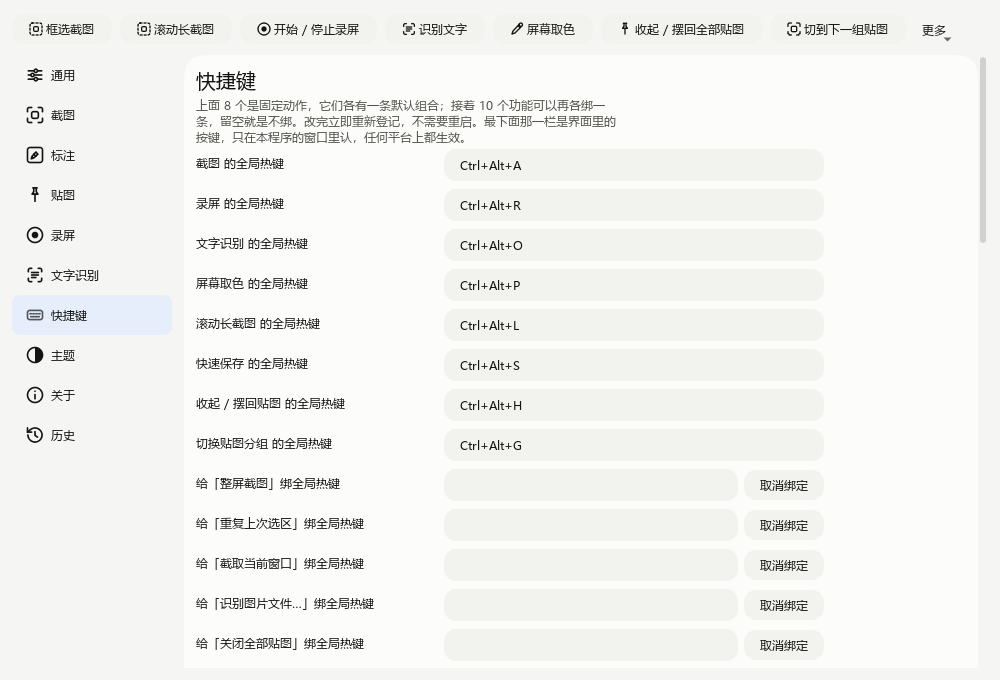 框选截图
滚动长截图
开始 / 停止录屏
识别文字
屏幕取色
收起 / 摆回全部贴图
切到下一组贴图
更多
通用
截图
标注
贴图
录屏
文字识别
快捷键
主题
关于
历史
快捷键
上面 8 个是固定动作，它们各有一条默认组合；接着 10 个功能可以再各绑一
条，留空就是不绑。改完立即重新登记，不需要重启。最下面那一栏是界面里的
按键，只在本程序的窗口里认，任何平台上都生效。
截图 的全局热键
Ctrl+Alt+A
录屏 的全局热键
Ctrl+Alt+R
文字识别 的全局热键
Ctrl+Alt+O
屏幕取色 的全局热键
Ctrl+Alt+P
滚动长截图 的全局热键
Ctrl+Alt+L
快速保存 的全局热键
Ctrl+Alt+S
收起 / 摆回贴图 的全局热键
Ctrl+Alt+H
切换贴图分组 的全局热键
Ctrl+Alt+G
给「整屏截图」绑全局热键
取消绑定
给「重复上次选区」绑全局热键
取消绑定
给「截取当前窗口」绑全局热键
取消绑定
给「识别图片文件…」绑全局热键
取消绑定
给「关闭全部贴图」绑全局热键
取消绑定